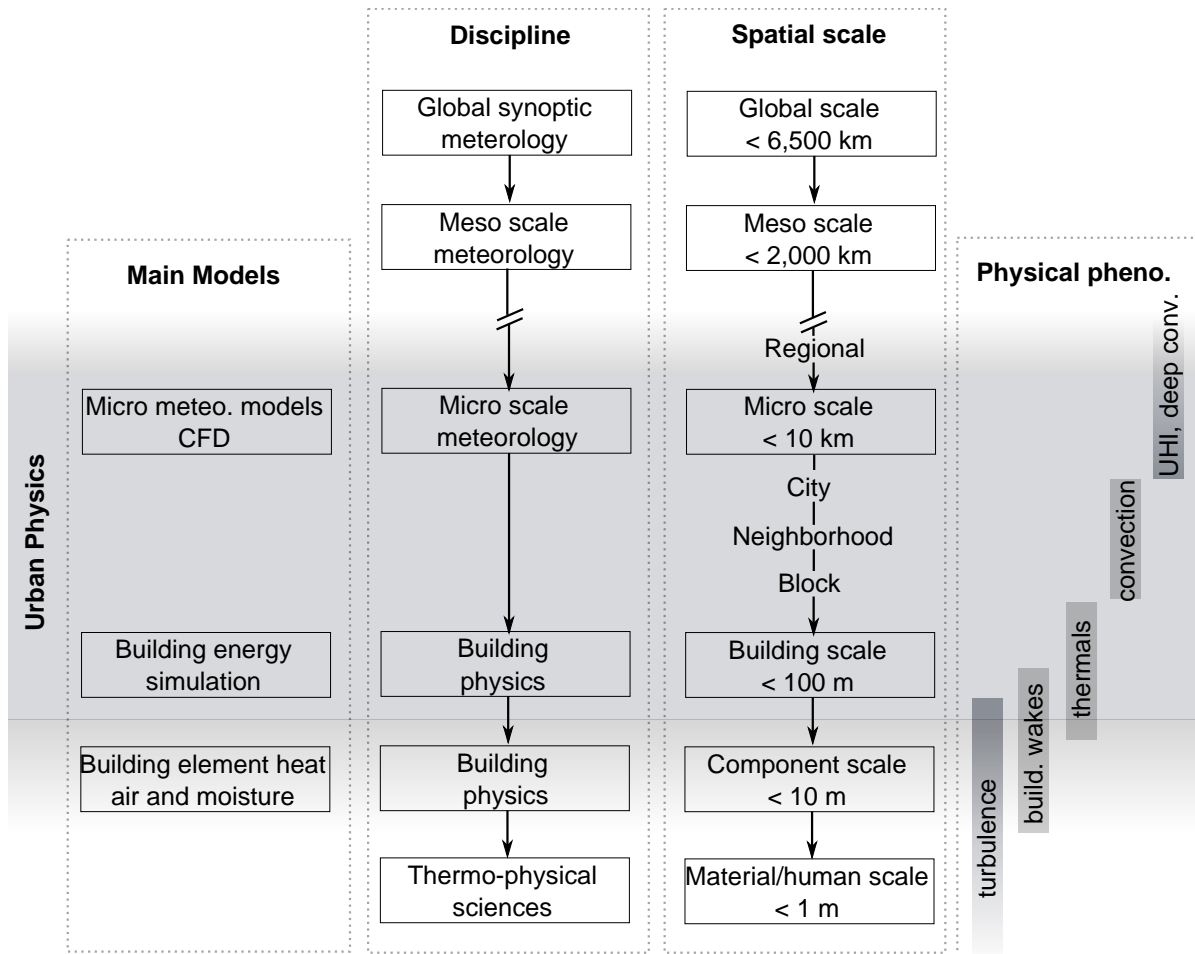 Discipline
Spatial scale
Global synoptic
meterology
Global scale
< 6,500 km
Meso scale
meteorology
Meso scale
< 2,000 km
Main Models
Physical pheno.
Regional
Micro meteo. models
CFD
Micro scale
meteorology
Micro scale
< 10 km
City
Neighborhood
Block
Urban Physics
Building energy
simulation
Building
physics
Building scale
< 100 m
Building element heat
air and moisture
Building
physics
Component scale
< 10 m
Thermo-physical
sciences
Material/human scale
< 1 m
turbulence
build. wakes
thermals
convection
UHI, deep conv.